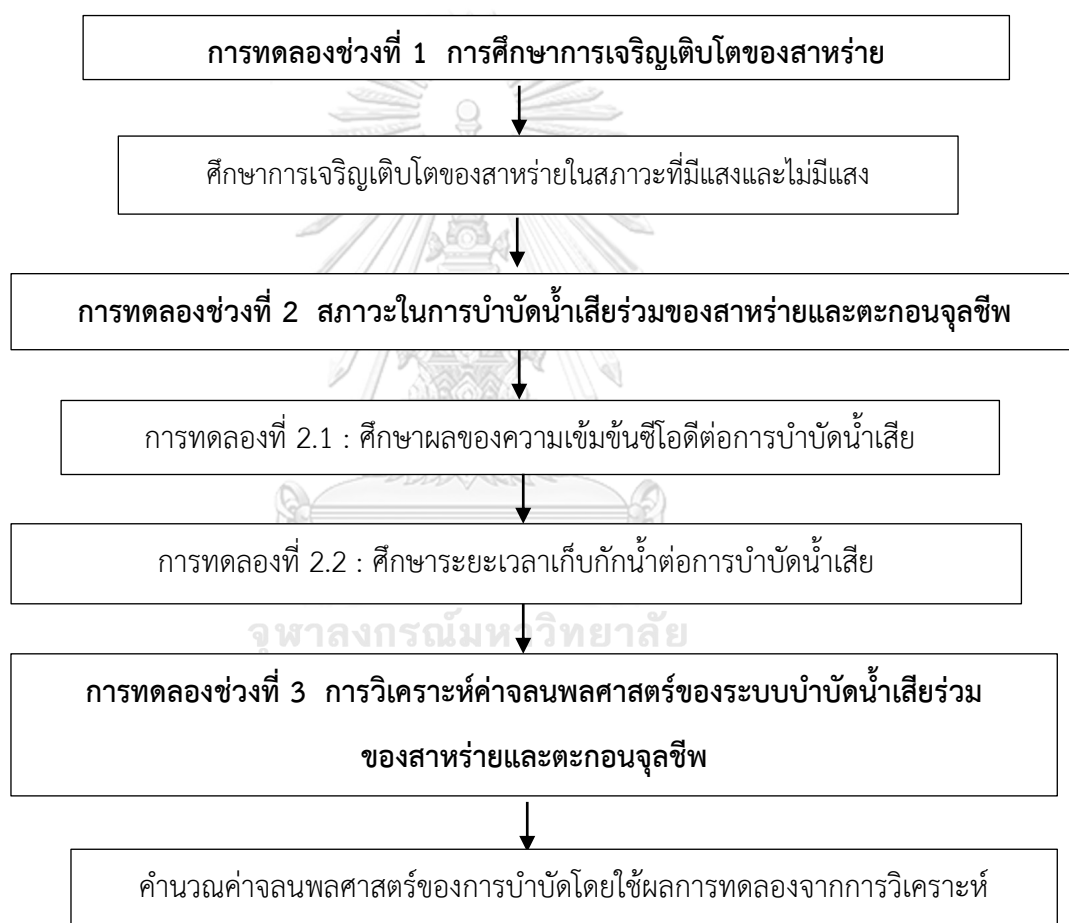 การทดลองช่วงที่ 1 การศึกษาการเจริญเติบโตของสาหร่าย
ศึกษาการเจริญเติบโตของสาหร่ายในสภาวะที่มีแสงและไม่มีแสง
การทดลองช่วงที่ 2 สภาวะในการบำบัดน้ำเสียร่วมของสาหร่ายและตะกอนจุลชีพ
การทดลองที่ 2.1 : ศึกษาผลของความเข้มข้นซีโอดีต่อการบำบัดน้ำเสีย
การทดลองที่ 2.2 : ศึกษาระยะเวลาเก็บกักน้ำต่อการบำบัดน้ำเสีย
จุฬาลงกรณ์มหาวิทยาลัย
การทดลองช่วงที่ 3 การวิเคราะห์ค่าจลนพลศาสตร์ของระบบบำบัดน้ำเสียร่วม
ของสาหร่ายและตะกอนจุลชีพ
คำนวณค่าจลนพลศาสตร์ของการบำบัดโดยใช้ผลการทดลองจากการวิเคราะห์